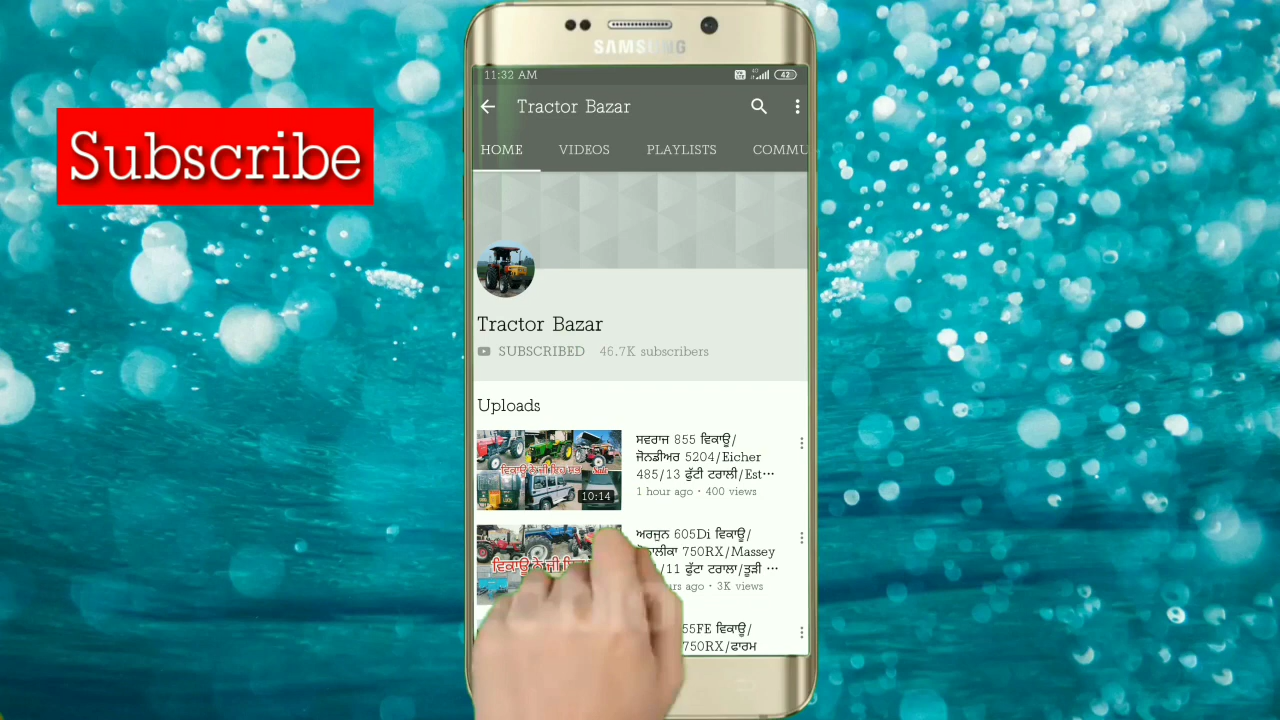 SAMSUNG
11:32 AM
42
Tractor Bazar
HOME VIDEOS PLAYLISTS COMMU
Subscribe
Tractor Bazar
SUBSCRIBED 46.7K subscribers
Uploads
ਸਵਰਾਜ 855 ਵਿਕਾਊ/
ਜੋਨਡੀਅਰ 5204/Eicher
485/13 ਫੁੱਟੀ ਟਰਾਲੀ/Est...
1 hour ago • 400 views
10:14
ਅਰਜੁਨ 605Di ਵਿਕਾਊ/
750RX/Massey
/11 ਫੁੱਟਾ ਟਰਾਲਾ/ਤੂੜੀ ...
ago • 3K views
55FE ਵਿਕਾਊ/
750RX/ਫਾਰਮ